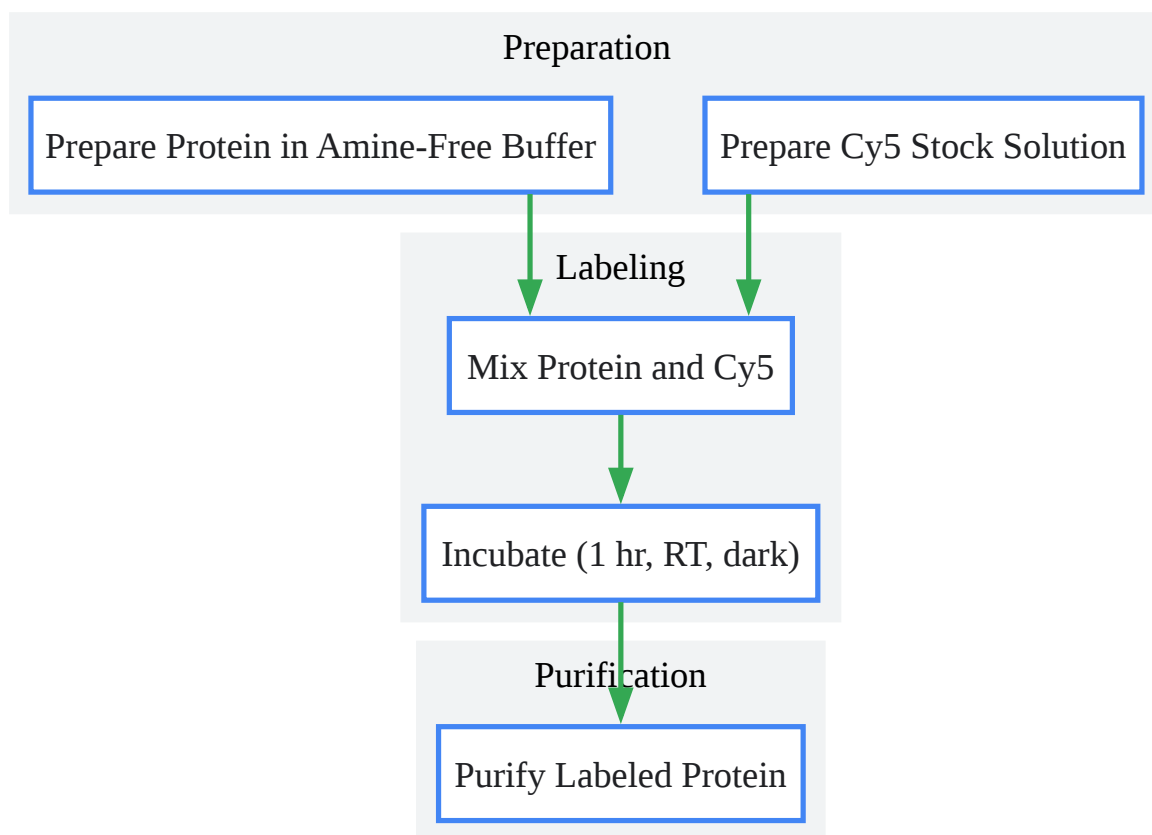 Preparation
Prepare Protein in Amine-Free Buffer
Prepare Cy5 Stock Solution
Labeling
Mix Protein and Cy5
Incubate (1 hr, RT, dark)
Purification
Purify Labeled Protein